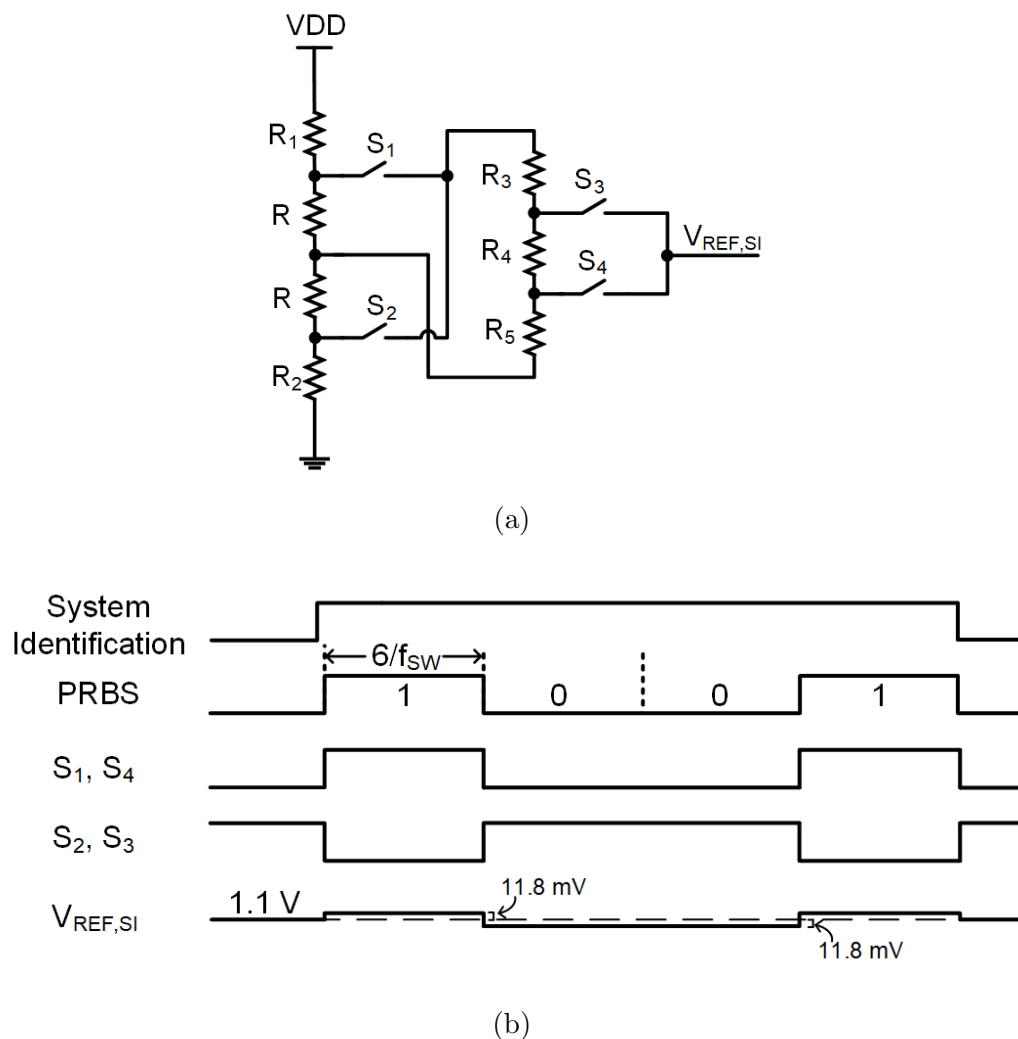 VDD
R1
S1
R
R
S2
R2
R3
S3
R4
VREF,SI
S4
R5
(a)
System
Identification
6/fSW
PRBS
1 0 0 1
S1, S4
S2, S3
11.8 mV
1.1 V
VREF,SI
11.8 mV
(b)